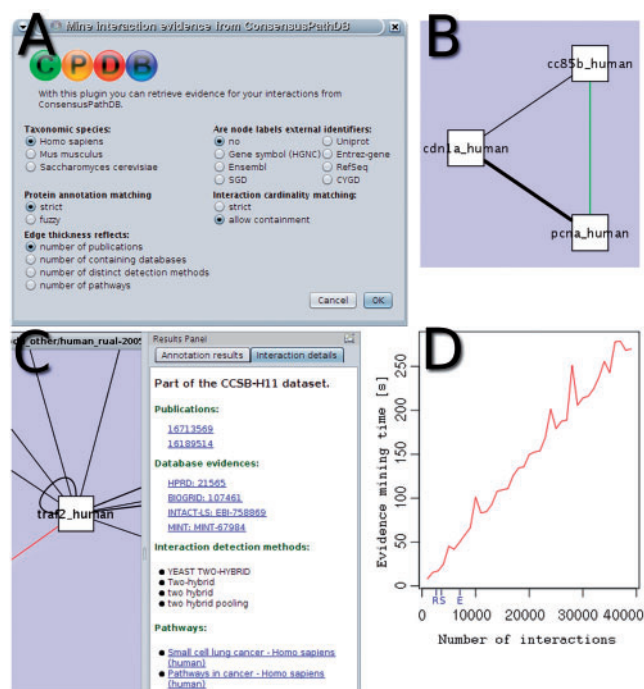 A
Mine interaction evidence from ConsensusPathDB
C P D B
With this plugin you can retrieve evidence for your interactions from
ConsensusPathDB.
Taxonomic species:
Homo sapiens
Mus musculus
Saccharomyces cerevisiae
Are node labels external identifiers:
no
Uniprot
Gene symbol (HGNC)
Entrez-gene
Ensembl
RefSeq
SGD
CYGD
Protein annotation matching
strict
fuzzy
Interaction cardinality matching:
strict
allow containment
Edge thickness reflects:
number of publications
number of containing databases
number of distinct detection methods
number of pathways
Cancel OK
B
cc85b_human
cdn1a_human
pcna_human
C
_other/human_rual-2005
traf2_human
Results Panel
Annotation results Interaction details
Part of the CCSB-H11 dataset.
Publications:
16713569
16189514
Database evidences:
HPRD: 21565
BIOGRID: 107461
INTACT-LS: EBI-758869
MINT: MINT-67984
Interaction detection methods:
YEAST TWO-HYBRID
Two-hybrid
two hybrid
two hybrid pooling
Pathways:
Small cell lung cancer - Homo sapiens
(human)
Pathways in cancer - Homo sapiens
(human)
D
Evidence mining time [s]
250
200
150
100
50
0
R S E
0 10000 20000 30000 40000
Number of interactions